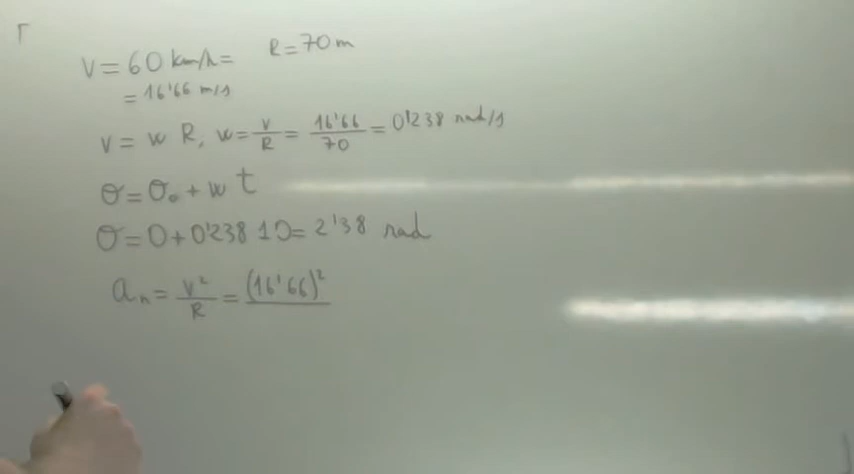 V = 60 km/h = R = 70 m
= 16'66 m/s
V = w R, w = V/R = 16'66/70 = 0'238 rad/s
θ = θ₀ + w t
θ = 0 + 0'238 10 = 2'38 rad
aₙ = V²/R = (16'66)²